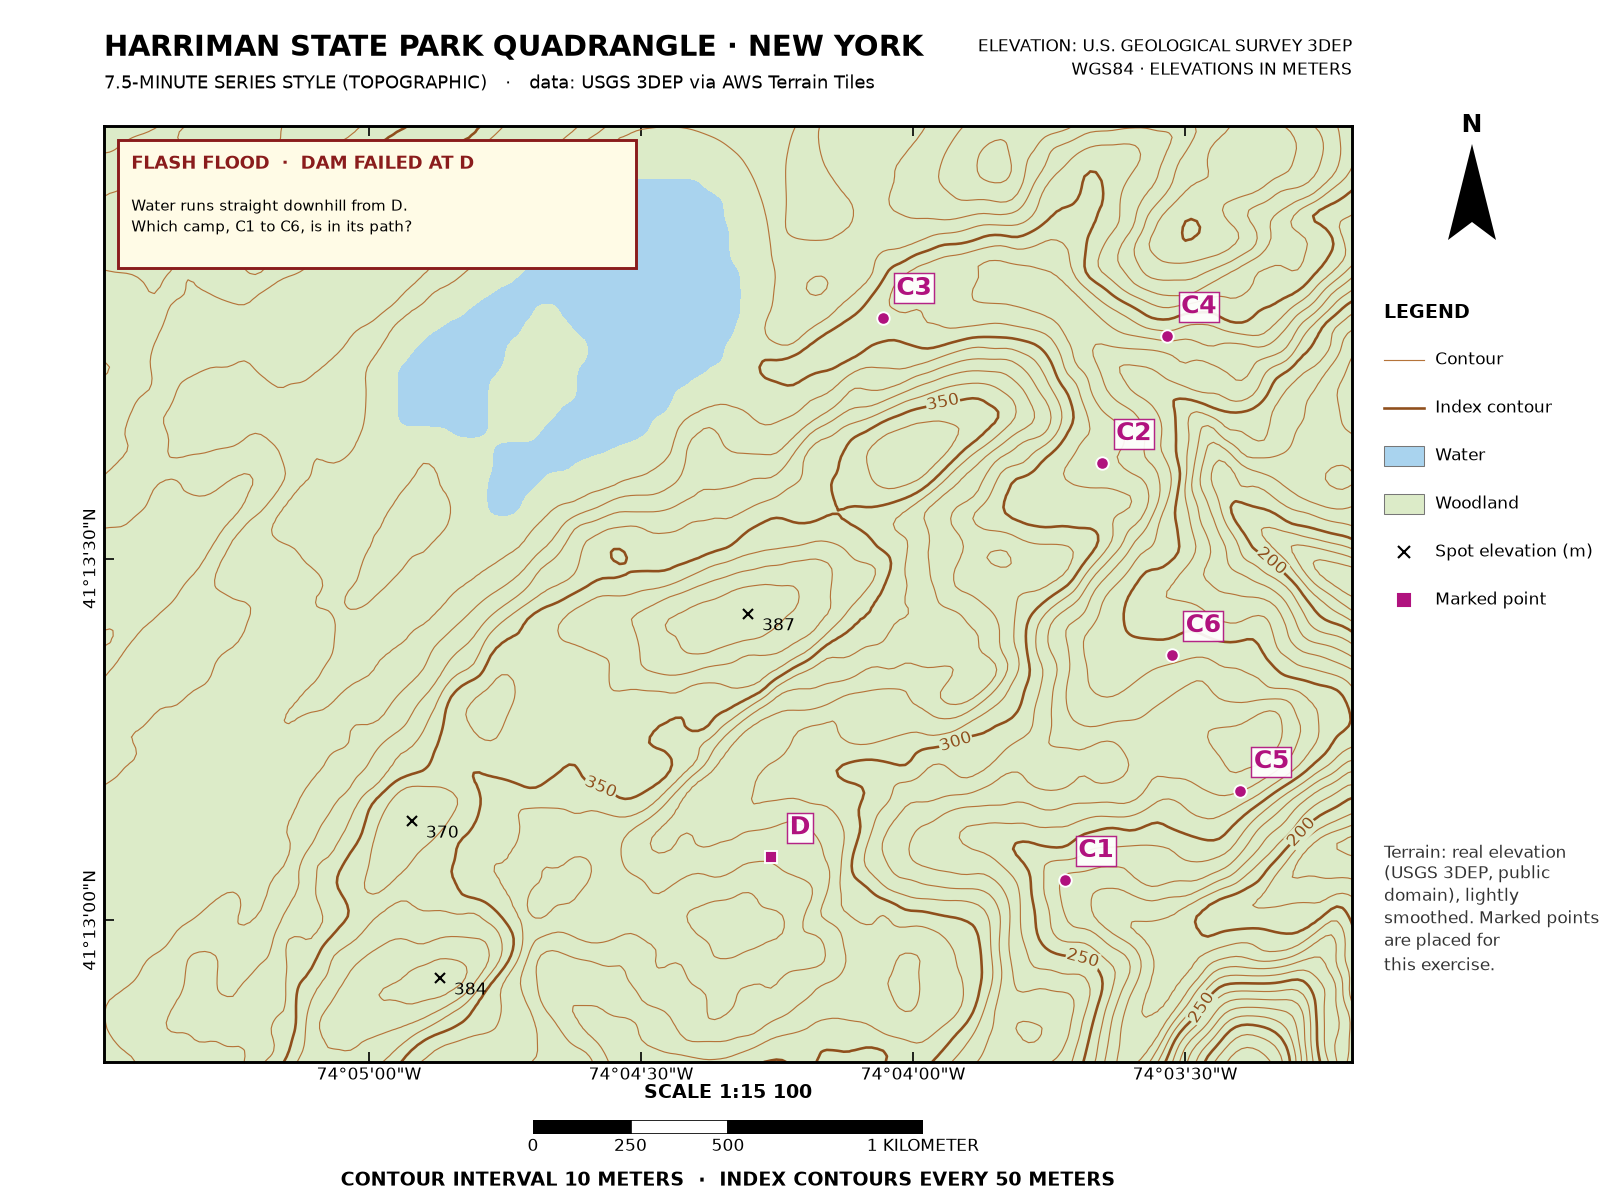 HARRIMAN STATE PARK QUADRANGLE · NEW YORK
7.5-MINUTE SERIES STYLE (TOPOGRAPHIC) · data: USGS 3DEP via AWS Terrain Tiles
ELEVATION: U.S. GEOLOGICAL SURVEY 3DEP
WGS84 · ELEVATIONS IN METERS
FLASH FLOOD · DAM FAILED AT D
Water runs straight downhill from D.
Which camp, C1 to C6, is in its path?
C3
C4
350
C2
200
387
C6
300
350
C5
370
D
C1
200
250
384
250
41°13'30"N
41°13'00"N
74°05'00"W
74°04'30"W
74°04'00"W
74°03'30"W
N
LEGEND
Contour
Index contour
Water
Woodland
Spot elevation (m)
Marked point
Terrain: real elevation
(USGS 3DEP, public
domain), lightly
smoothed. Marked points
are placed for
this exercise.
SCALE 1:15 100
0 250 500 1 KILOMETER
CONTOUR INTERVAL 10 METERS · INDEX CONTOURS EVERY 50 METERS